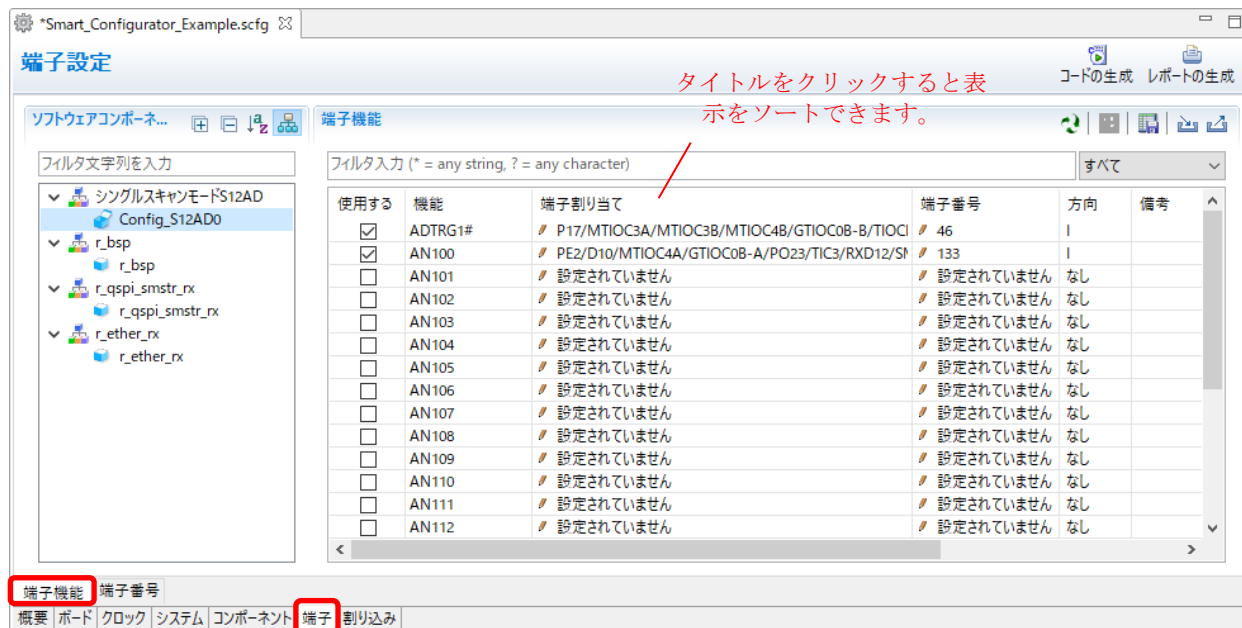 *Smart_Configurator_Example.scfg
端子設定
コードの生成 レポートの生成
タイトルをクリックすると表
示をソートできます。
ソフトウェアコンポーネ...
端子機能
フィルタ文字列を入力
フィルタ入力 (* = any string, ? = any character)
すべて
シングルスキャンモードS12AD
Config_S12AD0
r_bsp
r_bsp
r_qspi_smstr_rx
r_qspi_smstr_rx
r_ether_rx
r_ether_rx
使用する 機能 端子割り当て 端子番号 方向 備考
ADTRG1# P17/MTIOC3A/MTIOC3B/MTIOC4B/GTIOC0B-B/TIOCI 46 I
AN100 PE2/D10/MTIOC4A/GTIOC0B-A/PO23/TIC3/RXD12/SM 133 I
AN101 設定されていません 設定されていません なし
AN102 設定されていません 設定されていません なし
AN103 設定されていません 設定されていません なし
AN104 設定されていません 設定されていません なし
AN105 設定されていません 設定されていません なし
AN106 設定されていません 設定されていません なし
AN107 設定されていません 設定されていません なし
AN108 設定されていません 設定されていません なし
AN109 設定されていません 設定されていません なし
AN110 設定されていません 設定されていません なし
AN111 設定されていません 設定されていません なし
AN112 設定されていません 設定されていません なし
端子機能 端子番号
概要 ボード クロック システム コンポーネント 端子 割り込み